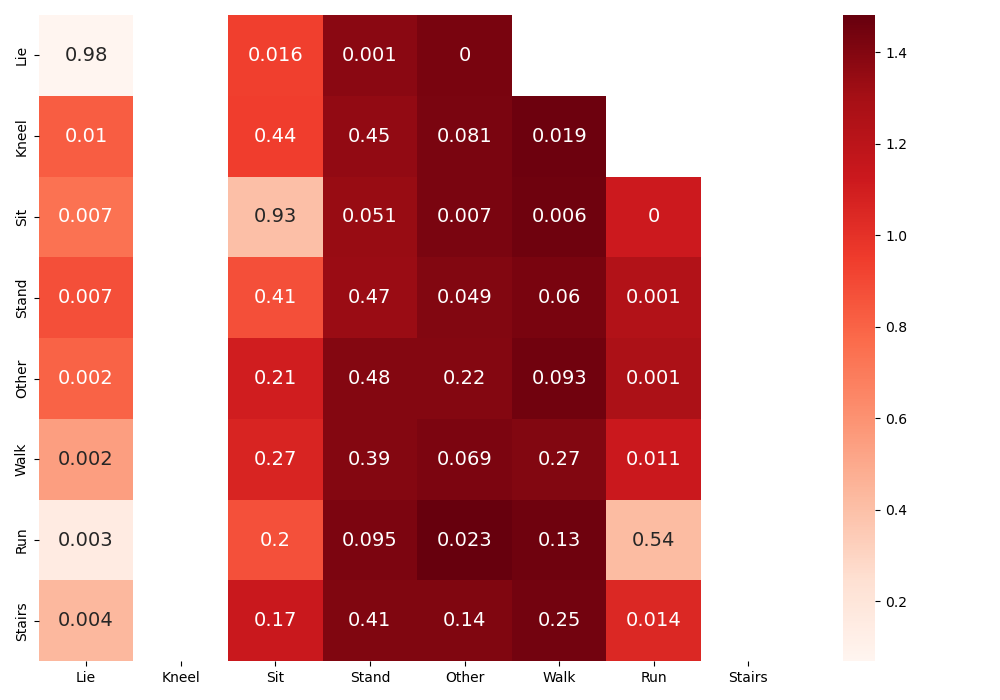 Lie 0.98 0.016 0.001 0
Kneel 0.01 0.44 0.45 0.081 0.019
Sit 0.007 0.93 0.051 0.007 0.006 0
Stand 0.007 0.41 0.47 0.049 0.06 0.001
Other 0.002 0.21 0.48 0.22 0.093 0.001
Walk 0.002 0.27 0.39 0.069 0.27 0.011
Run 0.003 0.2 0.095 0.023 0.13 0.54
Stairs 0.004 0.17 0.41 0.14 0.25 0.014
Lie Kneel Sit Stand Other Walk Run Stairs
1.4
1.2
1.0
0.8
0.6
0.4
0.2